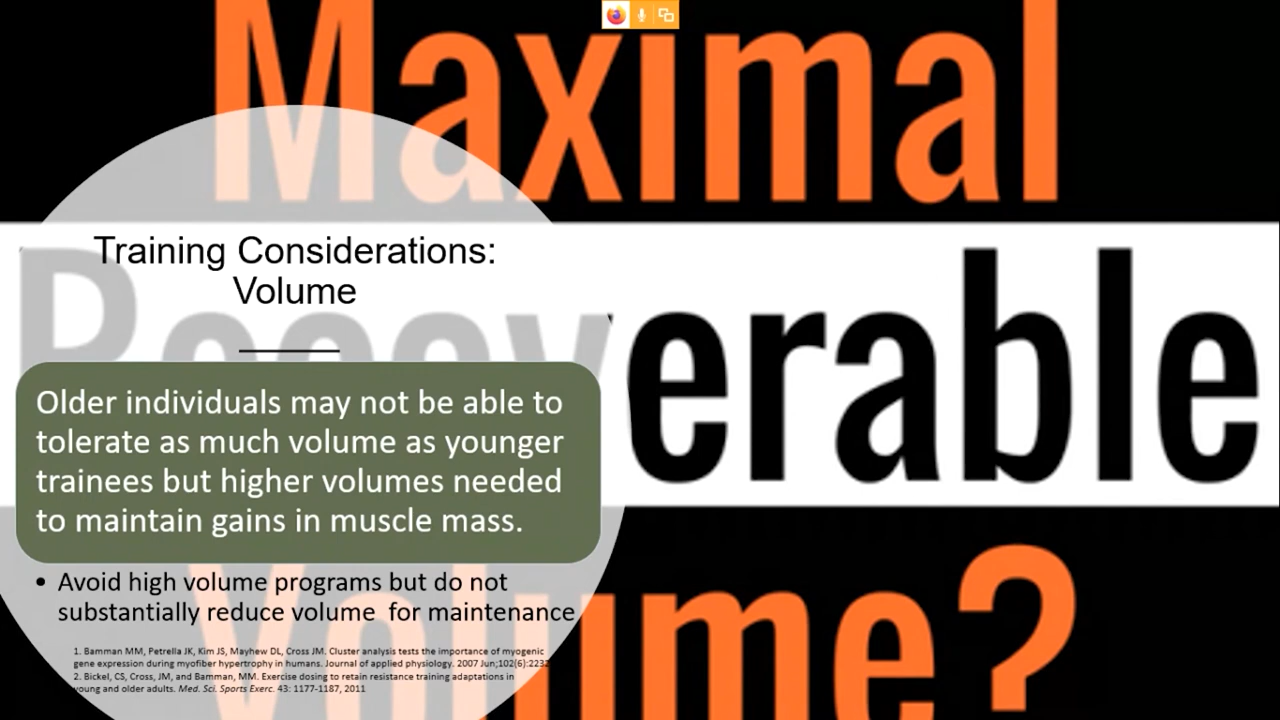 Maximal
Recoverable
Volume?
Training Considerations:
Volume
Older individuals may not be able to
tolerate as much volume as younger
trainees but higher volumes needed
to maintain gains in muscle mass.
• Avoid high volume programs but do not
substantially reduce volume for maintenance
1. Bamman MM, Petrella JK, Kim JS, Mayhew DL, Cross JM. Cluster analysis tests the importance of myogenic
gene expression during myofiber hypertrophy in humans. Journal of applied physiology. 2007 Jun;102(6):2232
2. Bickel, CS, Cross, JM, and Bamman, MM. Exercise dosing to retain resistance training adaptations in
young and older adults. Med. Sci. Sports Exerc. 43: 1177-1187, 2011